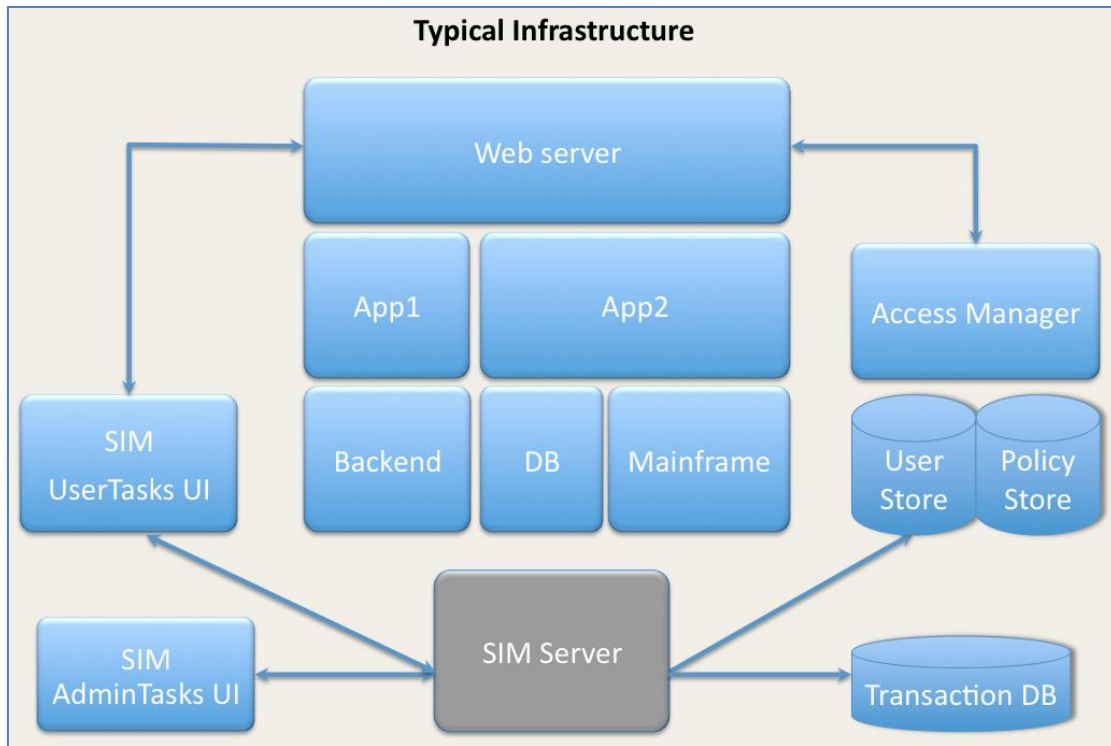 Typical Infrastructure
Web server
App1
App2
Access Manager
SIM
UserTasks UI
Backend
DB
Mainframe
User
Store
Policy
Store
SIM Server
SIM
AdminTasks UI
Transaction DB